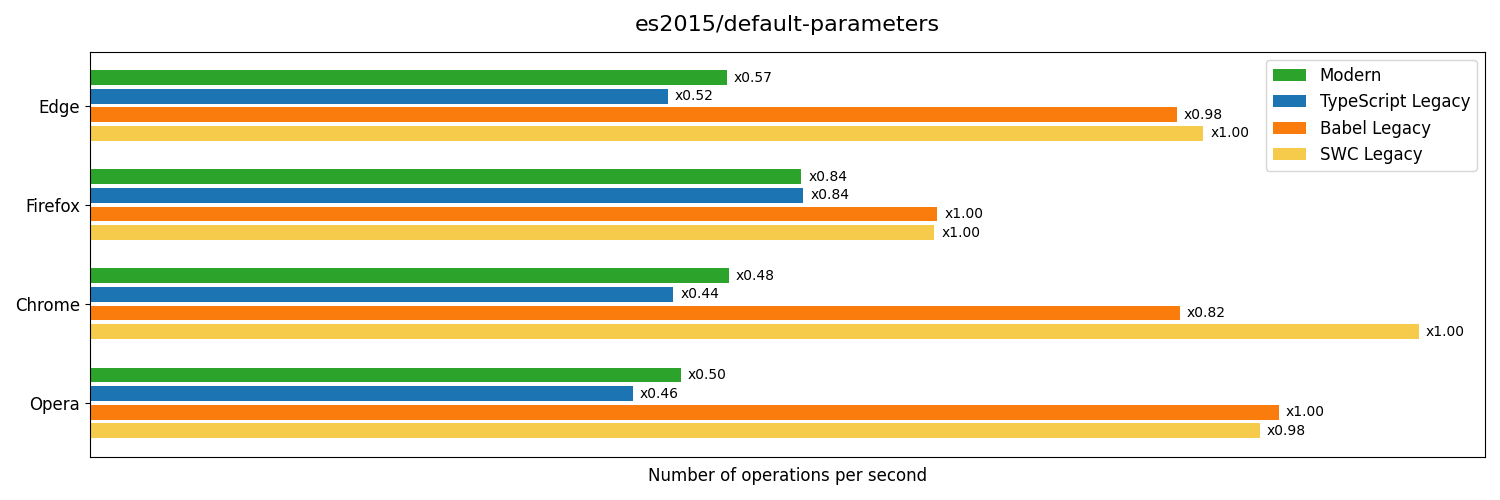 es2015/default-parameters
Modern
TypeScript Legacy
Babel Legacy
SWC Legacy
Edge
x0.57
x0.52
x0.98
x1.00
Firefox
x0.84
x0.84
x1.00
x1.00
Chrome
x0.48
x0.44
x0.82
x1.00
Opera
x0.50
x0.46
x1.00
x0.98
Number of operations per second